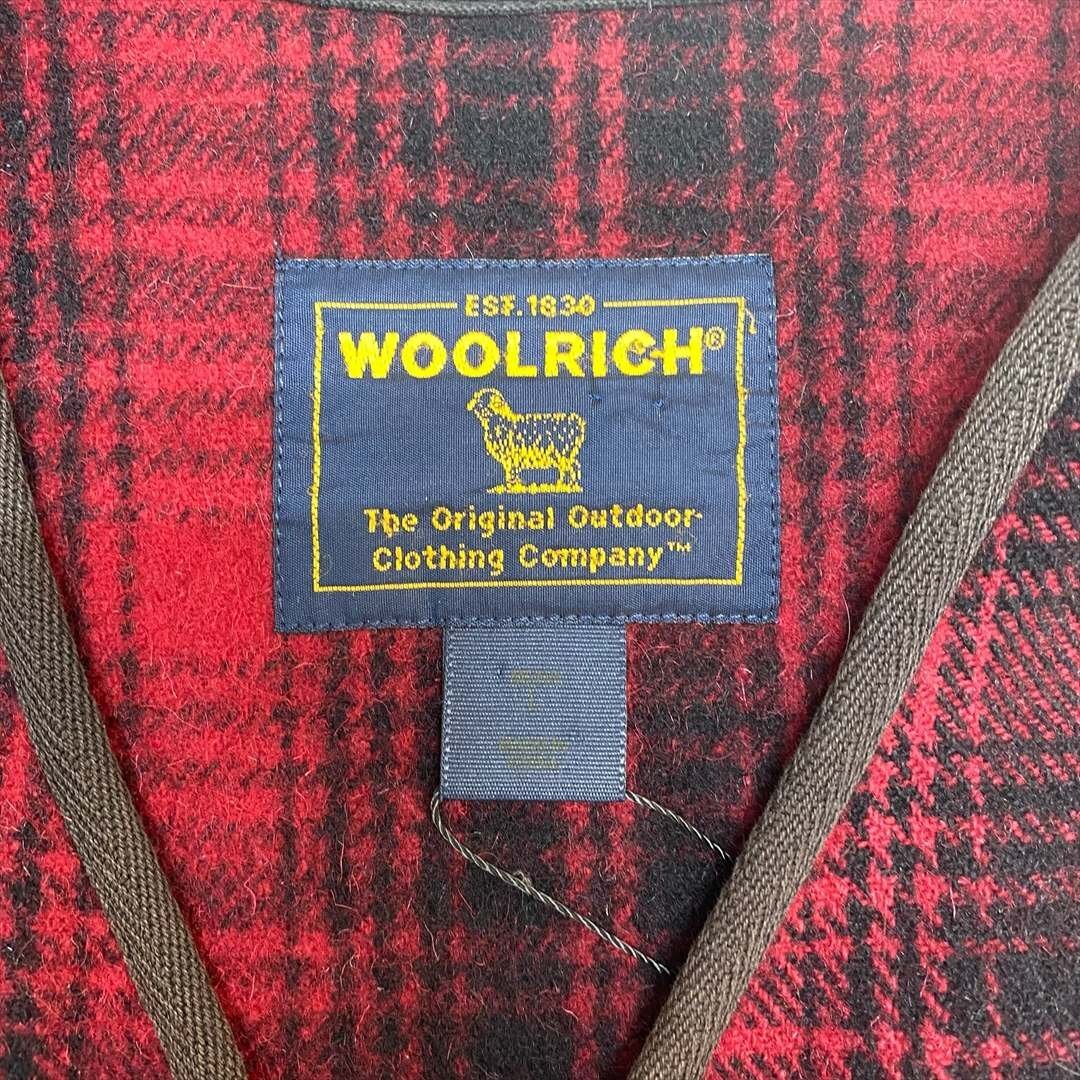 EST.1830
WOOLRICH®
The Original Outdoor
Clothing Company™